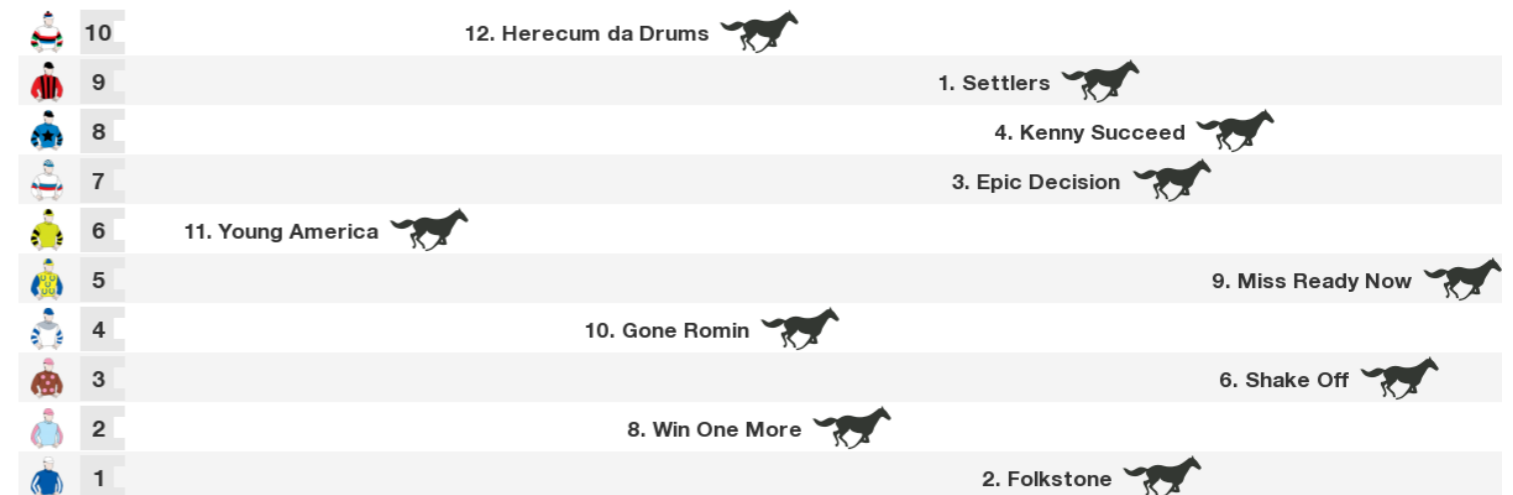 10 12. Herecum da Drums
9 1. Settlers
8 4. Kenny Succeed
7 3. Epic Decision
6 11. Young America
5 9. Miss Ready Now
4 10. Gone Romin
3 6. Shake Off
2 8. Win One More
1 2. Folkstone